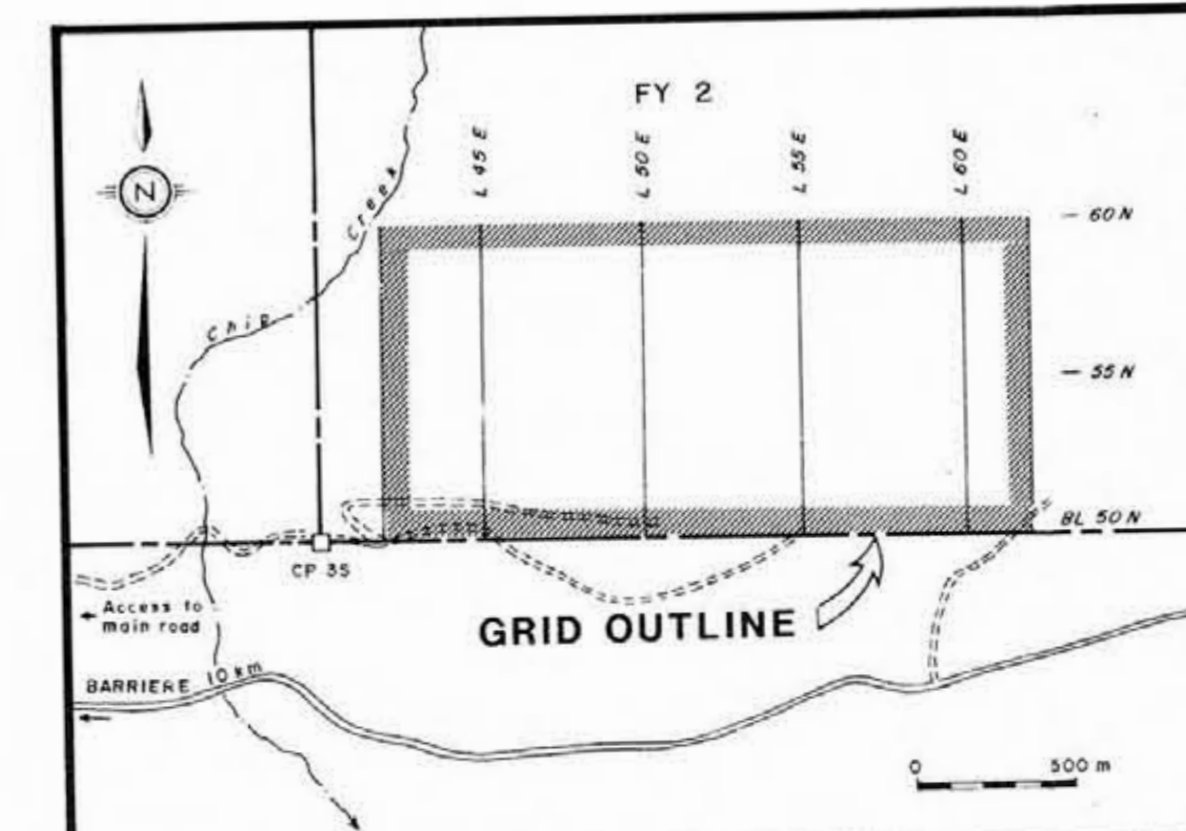 FY 2
L 45 E
L 50 E
L 55 E
L 60 E
N
Creek
— 60 N
Chip
— 55 N
BL 50 N
CP 3S
Access to
main road
GRID OUTLINE
BARRIERE 10 km
0 500 m